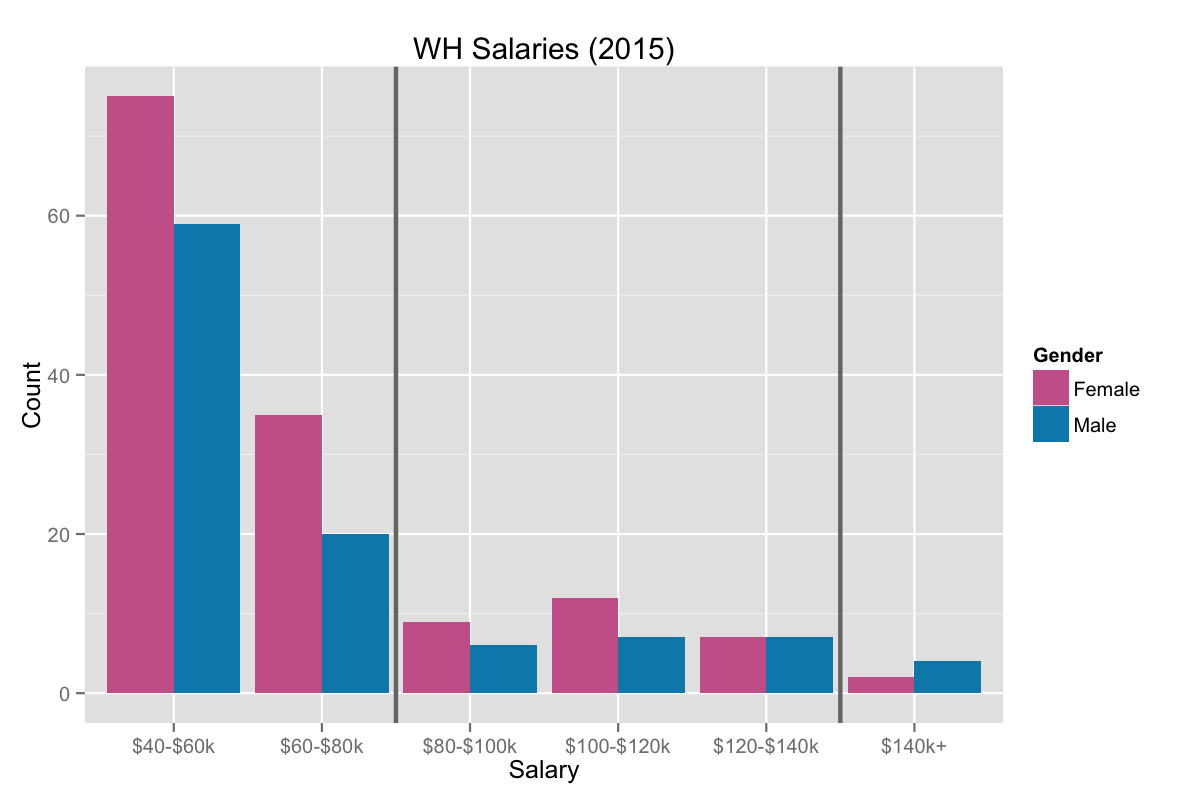 WH Salaries (2015)
Count
60
40
20
0
$40-$60k
$60-$80k
$80-$100k
$100-$120k
$120-$140k
$140k+
Salary
Gender
Female
Male